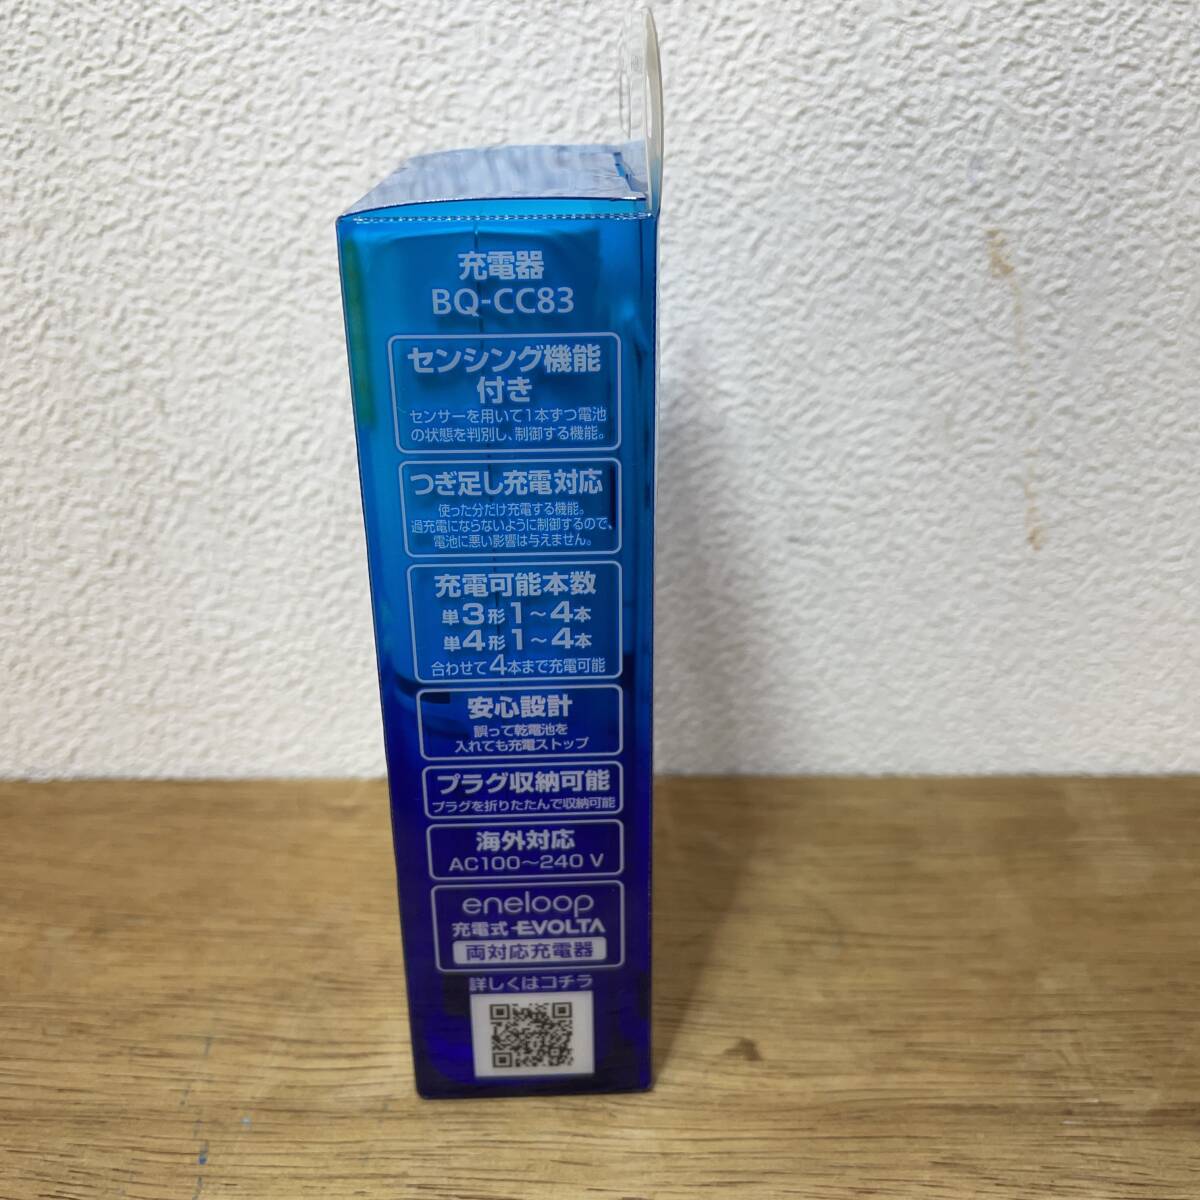 充電器
BQ-CC83
センシング機能
付き
センサーを用いて1本ずつ電池
の状態を判別し、制御する機能。
つぎ足し充電対応
使った分だけ充電する機能。
過充電にならないように制御するので、
電池に悪い影響は与えません。
充電可能本数
単3形1～4本
単4形1～4本
合わせて4本まで充電可能
安心設計
誤って乾電池を
入れても充電ストップ
プラグ収納可能
プラグを折りたたんで収納可能
海外対応
AC100～240 V
eneloop
充電式EVOLTA
両対応充電器
詳しくはコチラ